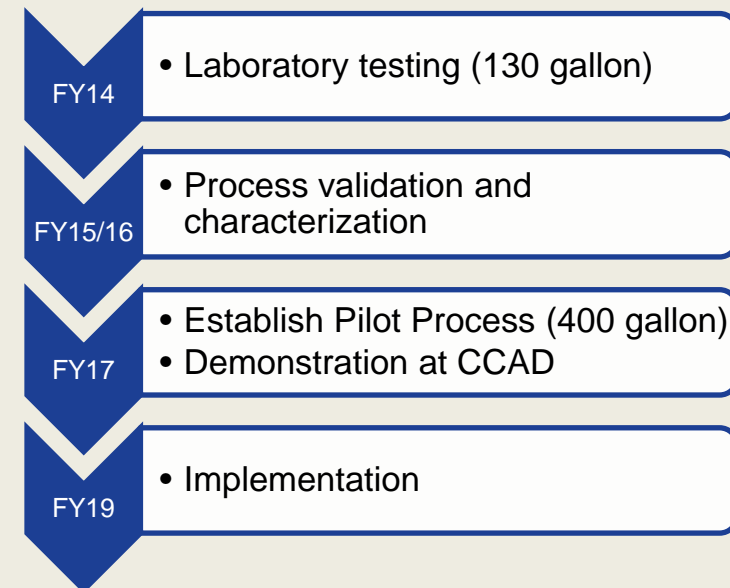 FY14
• Laboratory testing (130 gallon)
FY15/16
• Process validation and
characterization
FY17
• Establish Pilot Process (400 gallon)
• Demonstration at CCAD
FY19
• Implementation